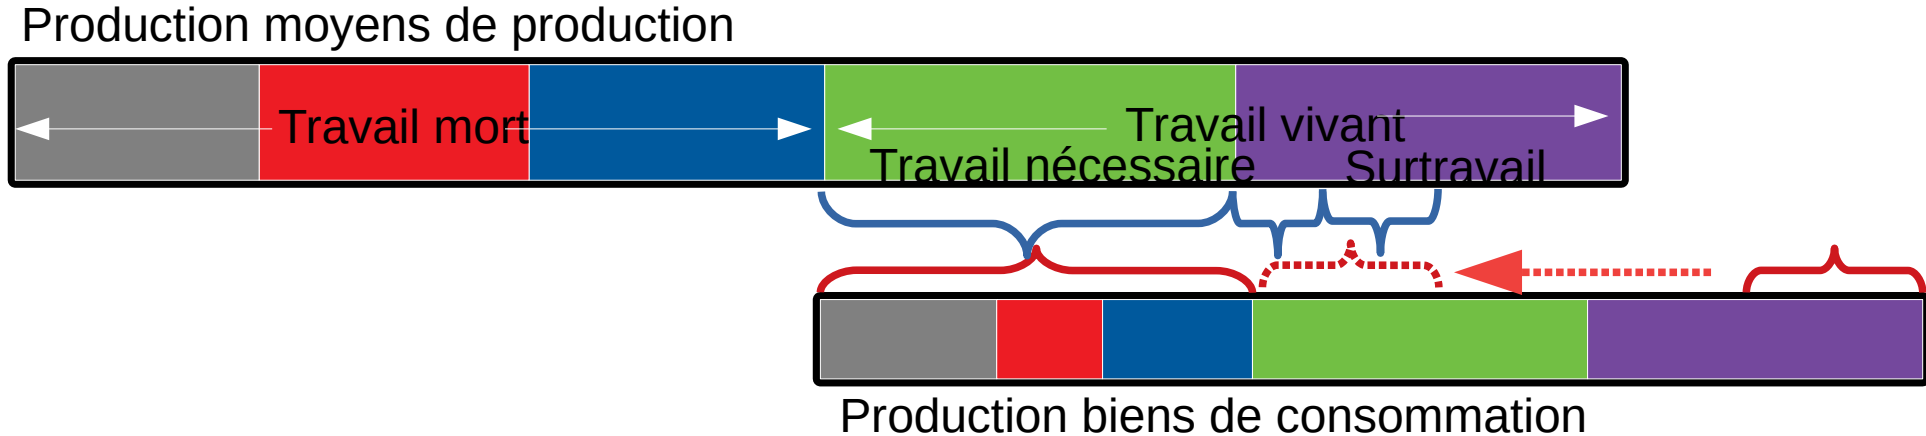 Production moyens de production
Travail mort
Travail vivant
Travail nécessaire
Surtravail
Production biens de consommation